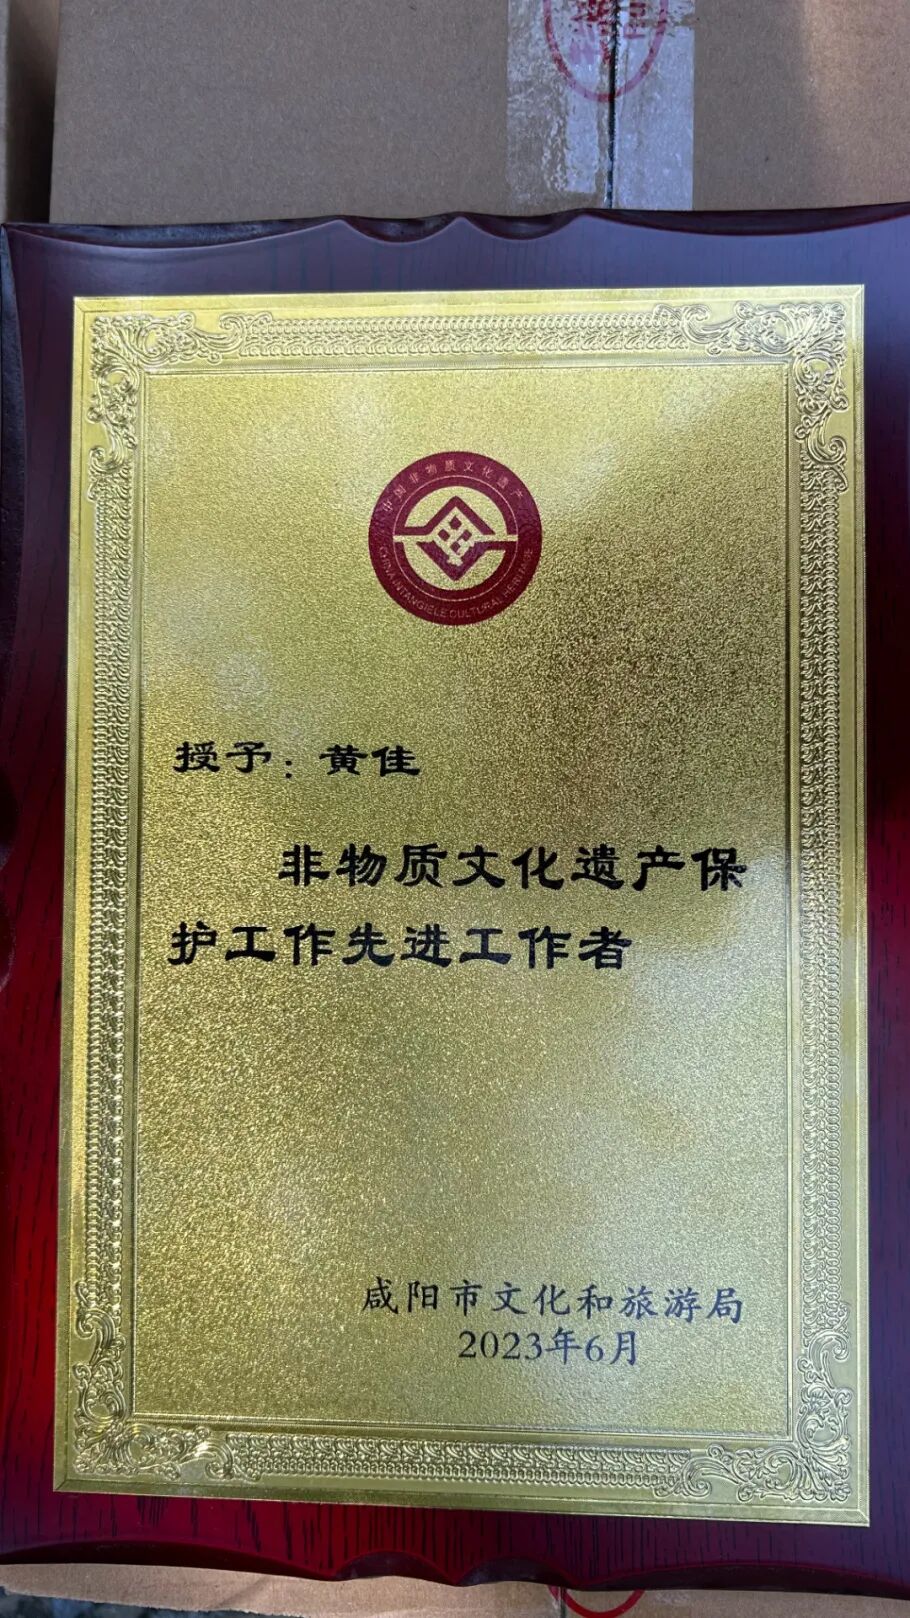 中国非物质文化遗产
CHINA INTANGIBLE CULTURAL HERITAGE
授予：黄佳
非物质文化遗产保
护工作先进工作者
咸阳市文化和旅游局
2023年6月